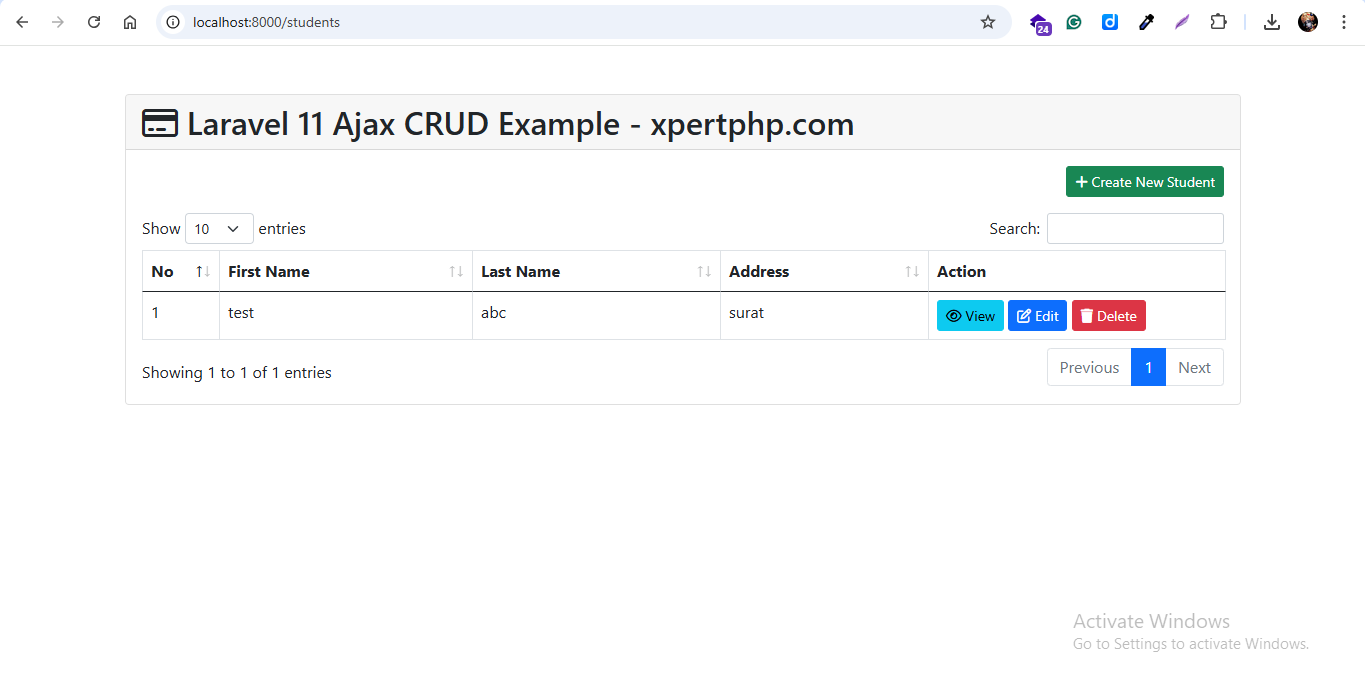 localhost:8000/students
24
Laravel 11 Ajax CRUD Example - xpertphp.com
Create New Student
Show 10 entries Search:
No First Name Last Name Address Action
1 test abc surat View Edit Delete
Showing 1 to 1 of 1 entries Previous 1 Next
Activate Windows
Go to Settings to activate Windows.